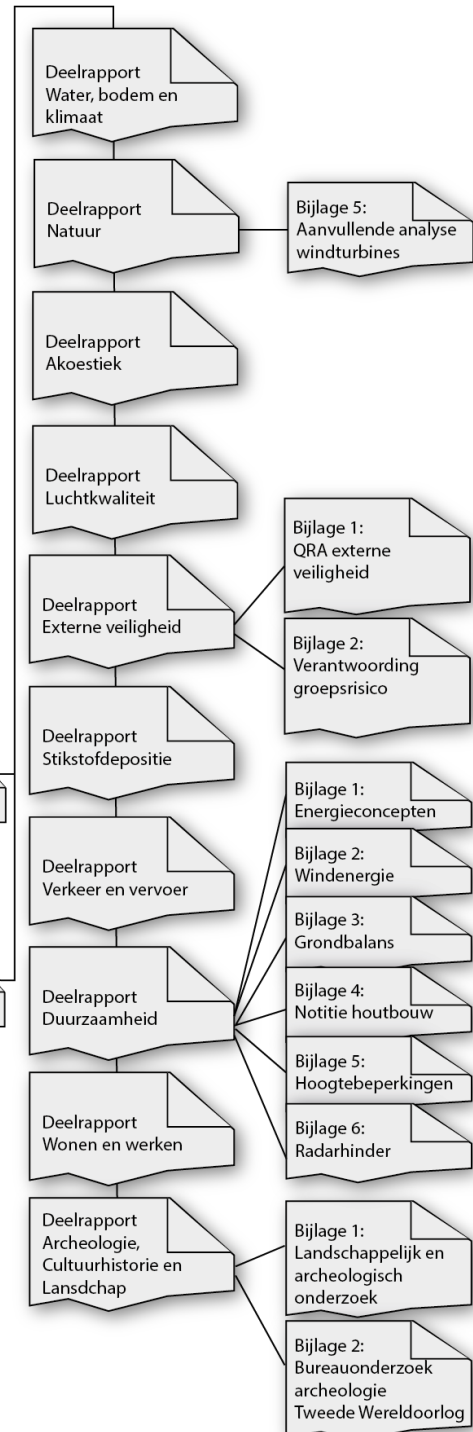 Deelrapport
Water, bodem en
klimaat
Deelrapport
Natuur
Bijlage 5:
Aanvullende analyse
windturbines
Deelrapport
Akoestiek
Deelrapport
Luchtkwaliteit
Deelrapport
Externe veiligheid
Bijlage 1:
QRA externe
veiligheid
Bijlage 2:
Verantwoording
groepsrisico
Deelrapport
Stikstofdepositie
Deelrapport
Verkeer en vervoer
Deelrapport
Duurzaamheid
Bijlage 1:
Energieconcepten
Bijlage 2:
Windenergie
Bijlage 3:
Grondbalans
Bijlage 4:
Notitie houtbouw
Bijlage 5:
Hoogtebeperkingen
Bijlage 6:
Radarhinder
Deelrapport
Wonen en werken
Deelrapport
Archeologie,
Cultuurhistorie en
Lansdchap
Bijlage 1:
Landschappelijk en
archeologisch
onderzoek
Bijlage 2:
Bureauonderzoek
archeologie
Tweede Wereldoorlog